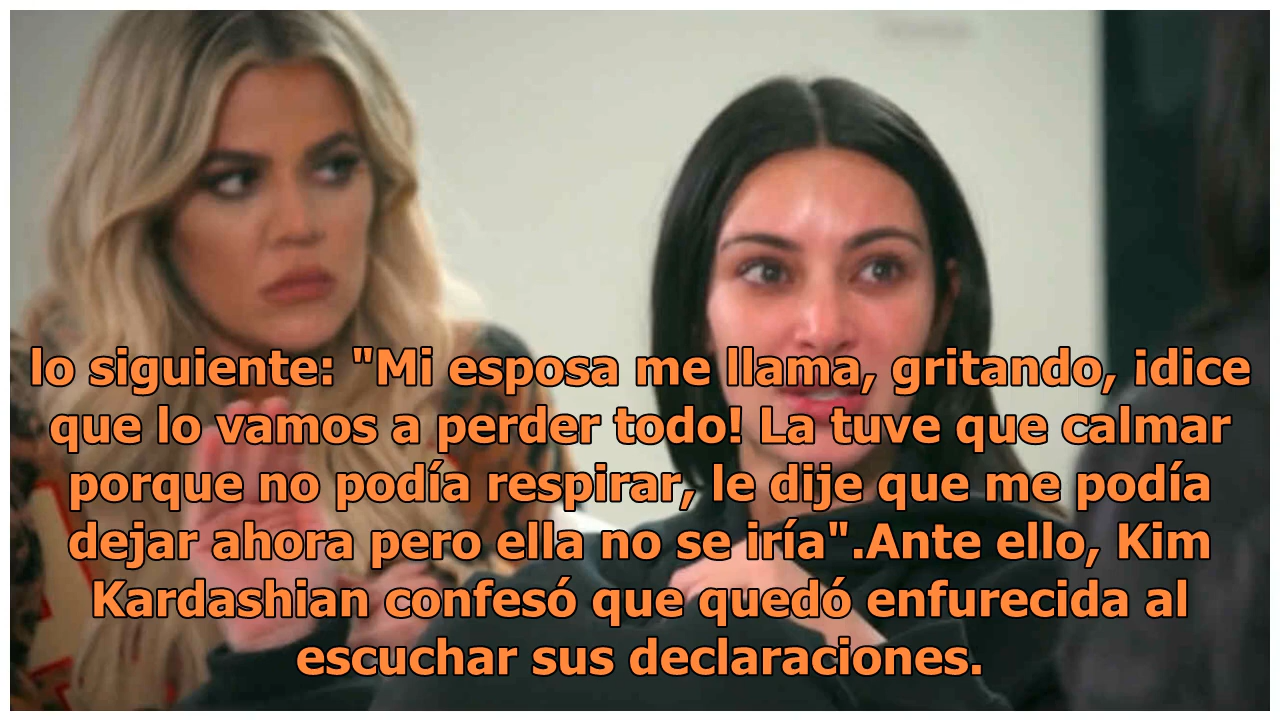 lo siguiente: "Mi esposa me llama, gritando, ¡dice
que lo vamos a perder todo! La tuve que calmar
porque no podía respirar, le dije que me podía
dejar ahora pero ella no se iría".Ante ello, Kim
Kardashian confesó que quedó enfurecida al
escuchar sus declaraciones.